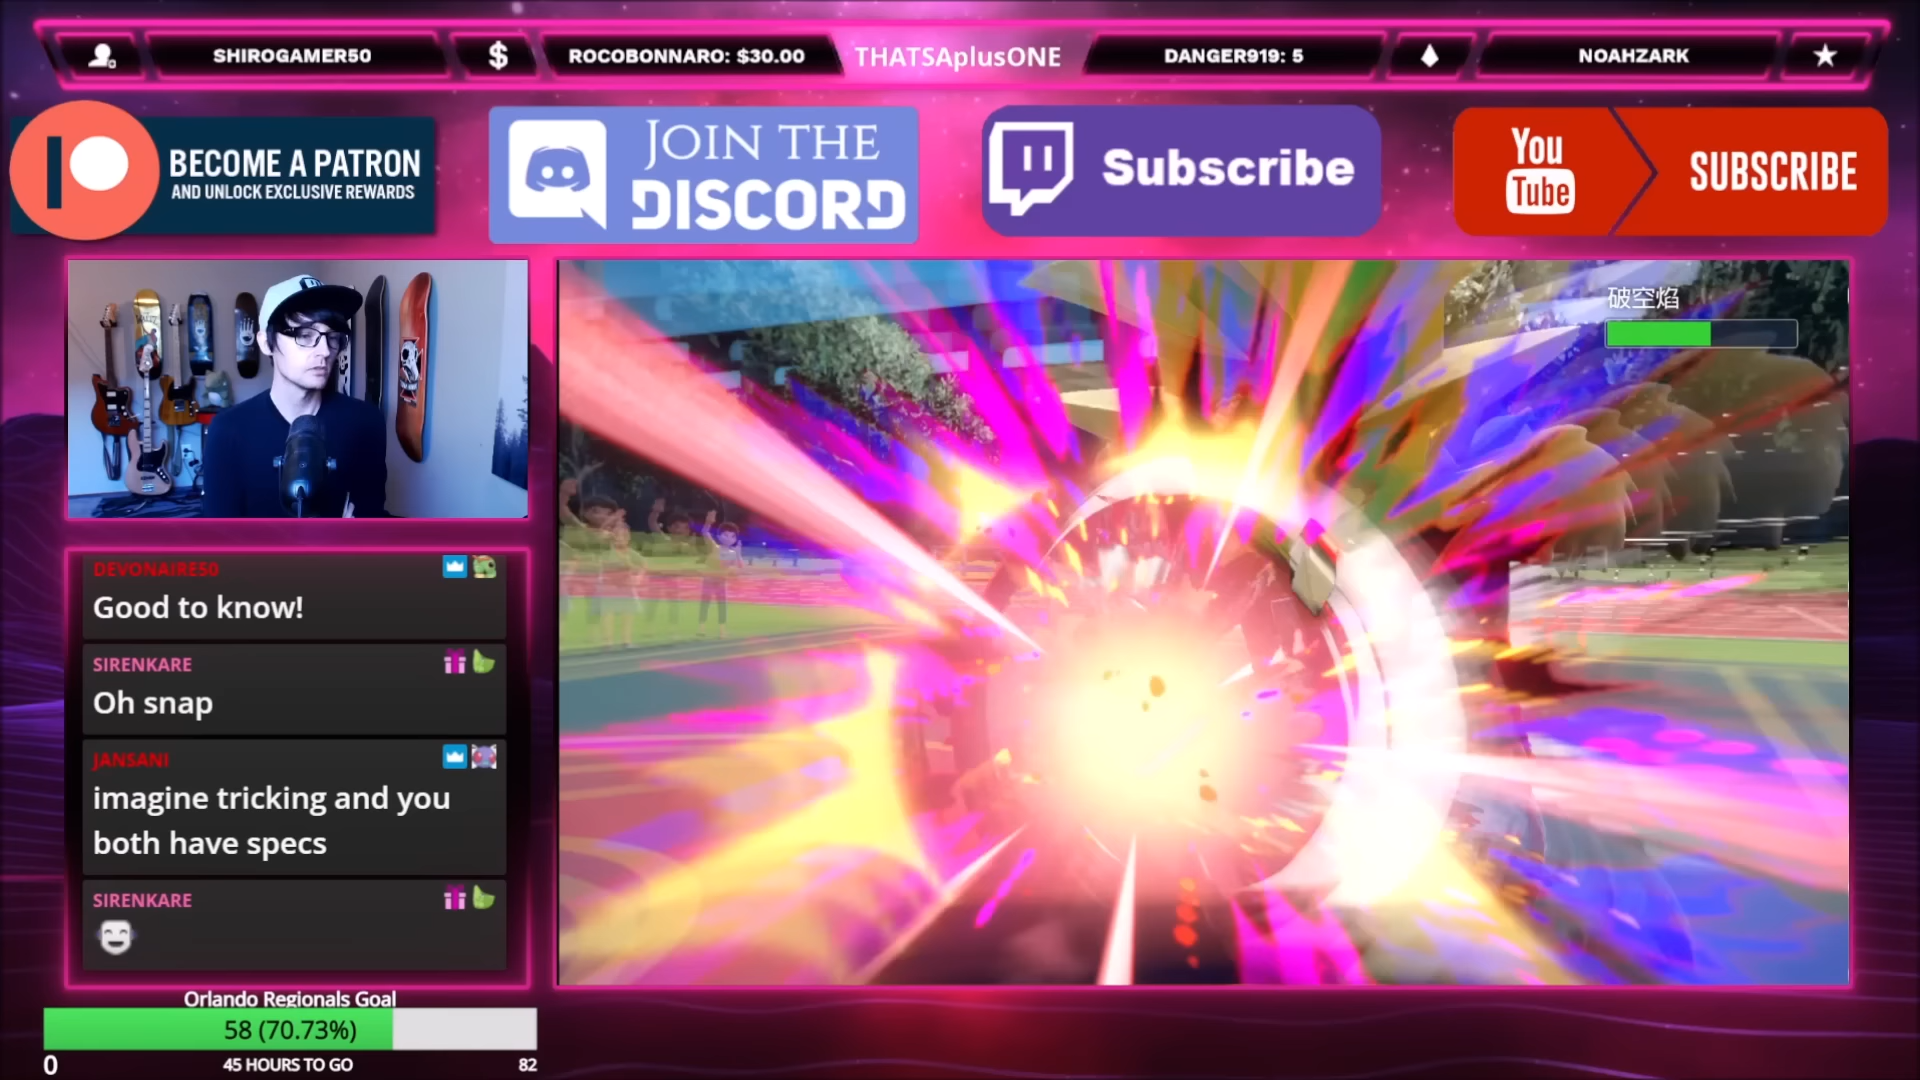 SHIROGAMER50
$
ROCOBONNARO: $30.00
THATSAplusONE
DANGER919: 5
NOAHZARK
BECOME A PATRON
AND UNLOCK EXCLUSIVE REWARDS
JOIN THE
DISCORD
Subscribe
You
Tube
SUBSCRIBE
破空焰
DEVONAIRE50
Good to know!
SIRENKARE
Oh snap
JANSANI
imagine tricking and you
both have specs
SIRENKARE
Orlando Regionals Goal
58 (70.73%)
0
45 HOURS TO GO
82